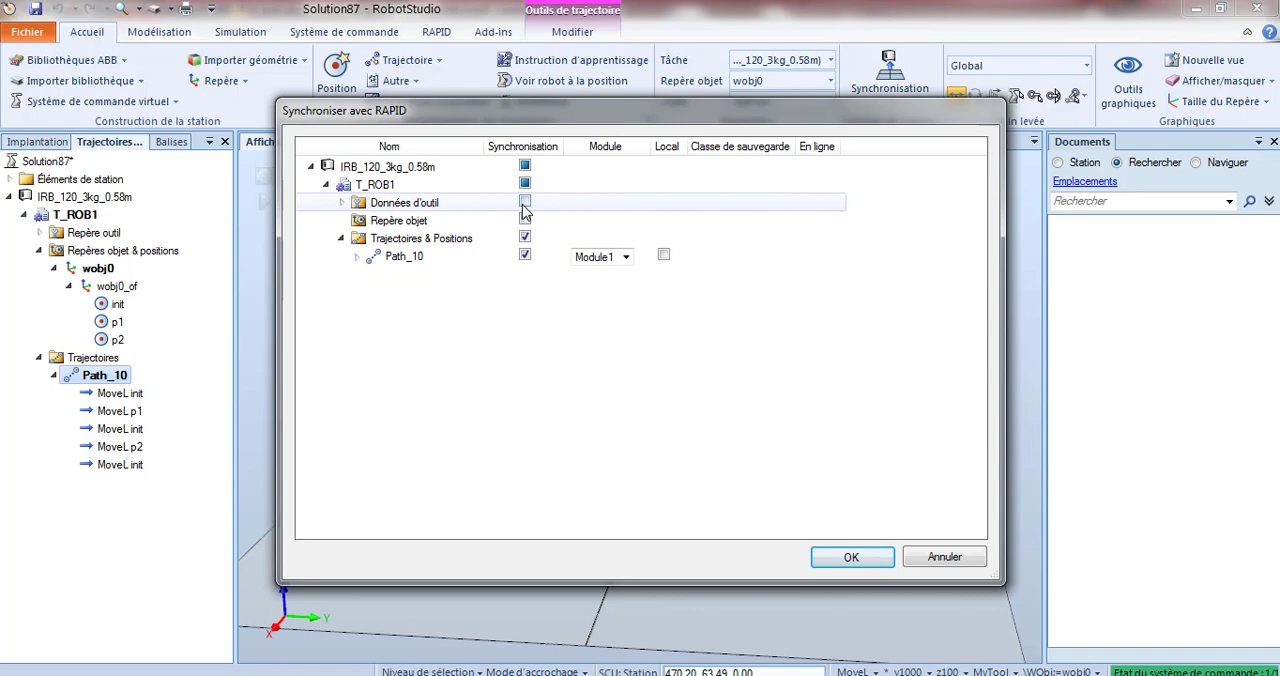 Solution87 - RobotStudio
Outils de trajectoire
Fichier Accueil Modélisation Simulation Système de commande RAPID Add-ins Modifier
Bibliothèques ABB Importer géométrie Trajectoire Instruction d'apprentissage Tâche ..._120_3kg_0.58m) Global Nouvelle vue
Importer bibliothèque Repère Position Autre Voir robot à la position Repère objet wobj0 Synchronisation Outils graphiques Afficher/masquer
Système de commande virtuel Taille du Repère
Construction de la station Graphiques
Implantation Trajectoires... Balises
Solution87*
Éléments de station
IRB_120_3kg_0.58m
T_ROB1
Repère outil
Repères objet & positions
wobj0
wobj0_of
init
p1
p2
Trajectoires
Path_10
MoveL init
MoveL p1
MoveL init
MoveL p2
MoveL init
Synchroniser avec RAPID
Nom Synchronisation Module Local Classe de sauvegarde En ligne
IRB_120_3kg_0.58m
T_ROB1
Données d'outil
Repère objet
Trajectoires & Positions
Path_10 Module1
OK Annuler
X Y
Documents
Station Rechercher Naviguer
Emplacements
Rechercher
Niveau de sélection Mode d'accrochage SCU: Station 470.20, 63.49, 0.00 MoveL * v1000 z100 MyTool \WObj:=wobj0 Etat du système de commande : 1/1